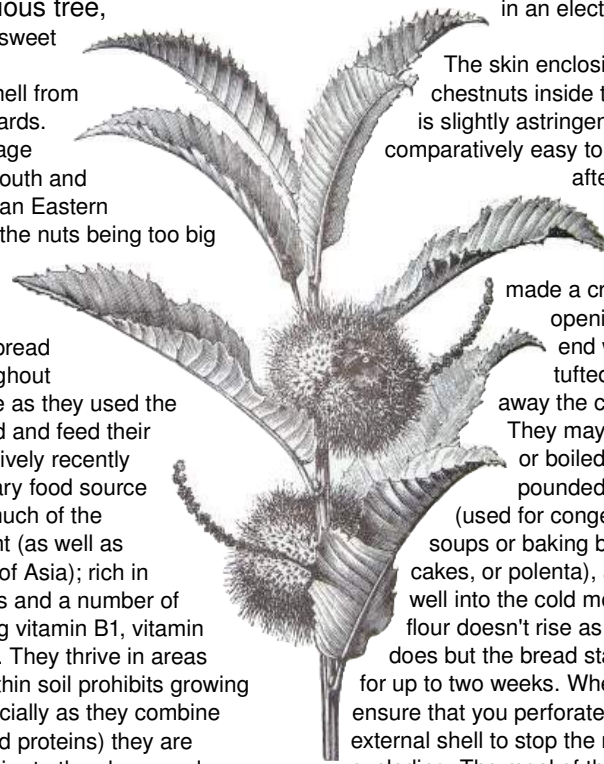 uous tree,
sweet
hell from
ards.
age
outh and
an Eastern
the nuts being too big
oread
ghout
e as they used the
d and feed their
ively recently
ary food source
nuch of the
nt (as well as
of Asia); rich in
s and a number of
g vitamin B1, vitamin
. They thrive in areas
thin soil prohibits growing
cially as they combine
d proteins) they are
in an elect
The skin enclosi
chestnuts inside t
is slightly astringer
comparatively easy to
afte
made a cr
openi
end w
tufted
away the c
They may
or boiled
pounded
(used for conge
soups or baking b
cakes, or polenta), a
well into the cold mo
flour doesn't rise as
does but the bread sta
for up to two weeks. Whe
ensure that you perforate
external shell to stop the n